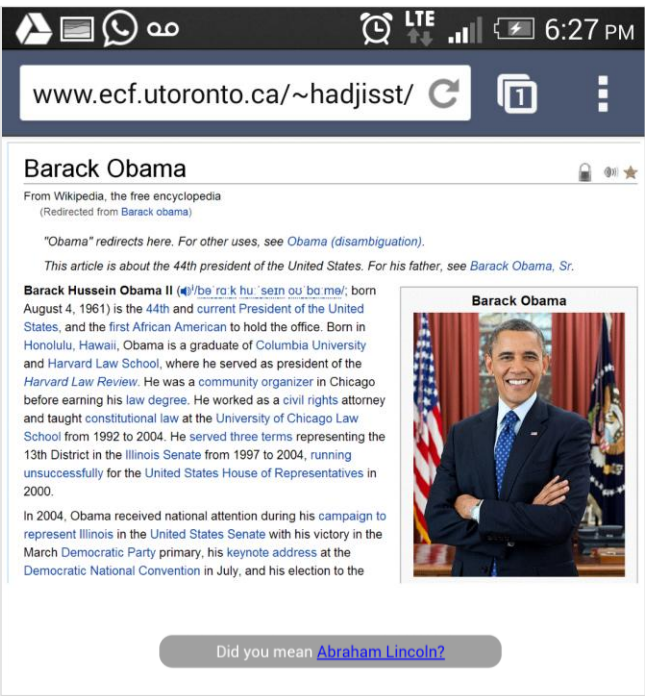 LTE 6:27 PM
www.ecf.utoronto.ca/~hadjisst/ 1
Barack Obama
From Wikipedia, the free encyclopedia
(Redirected from Barack obama)
"Obama" redirects here. For other uses, see Obama (disambiguation).
This article is about the 44th president of the United States. For his father, see Barack Obama, Sr.
Barack Hussein Obama II (/bəˈrɑːk huːˈseɪn oʊˈbɑːmə/; born
August 4, 1961) is the 44th and current President of the United
States, and the first African American to hold the office. Born in
Honolulu, Hawaii, Obama is a graduate of Columbia University
and Harvard Law School, where he served as president of the
Harvard Law Review. He was a community organizer in Chicago
before earning his law degree. He worked as a civil rights attorney
and taught constitutional law at the University of Chicago Law
School from 1992 to 2004. He served three terms representing the
13th District in the Illinois Senate from 1997 to 2004, running
unsuccessfully for the United States House of Representatives in
2000.
In 2004, Obama received national attention during his campaign to
represent Illinois in the United States Senate with his victory in the
March Democratic Party primary, his keynote address at the
Democratic National Convention in July, and his election to the
Barack Obama
Did you mean Abraham Lincoln?